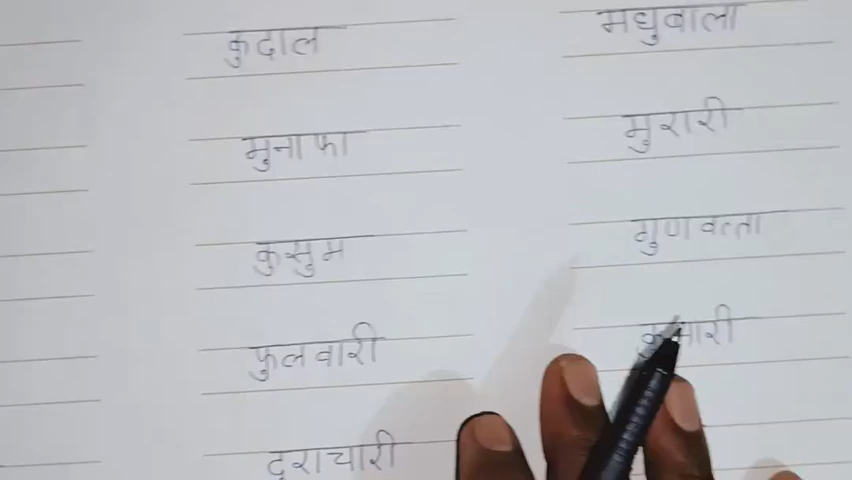 कुदाल
मुनाफा
कुसुम
फुलवारी
दुराचारी
मधुबाला
मुरारी
गुणवत्ता
कुमारी